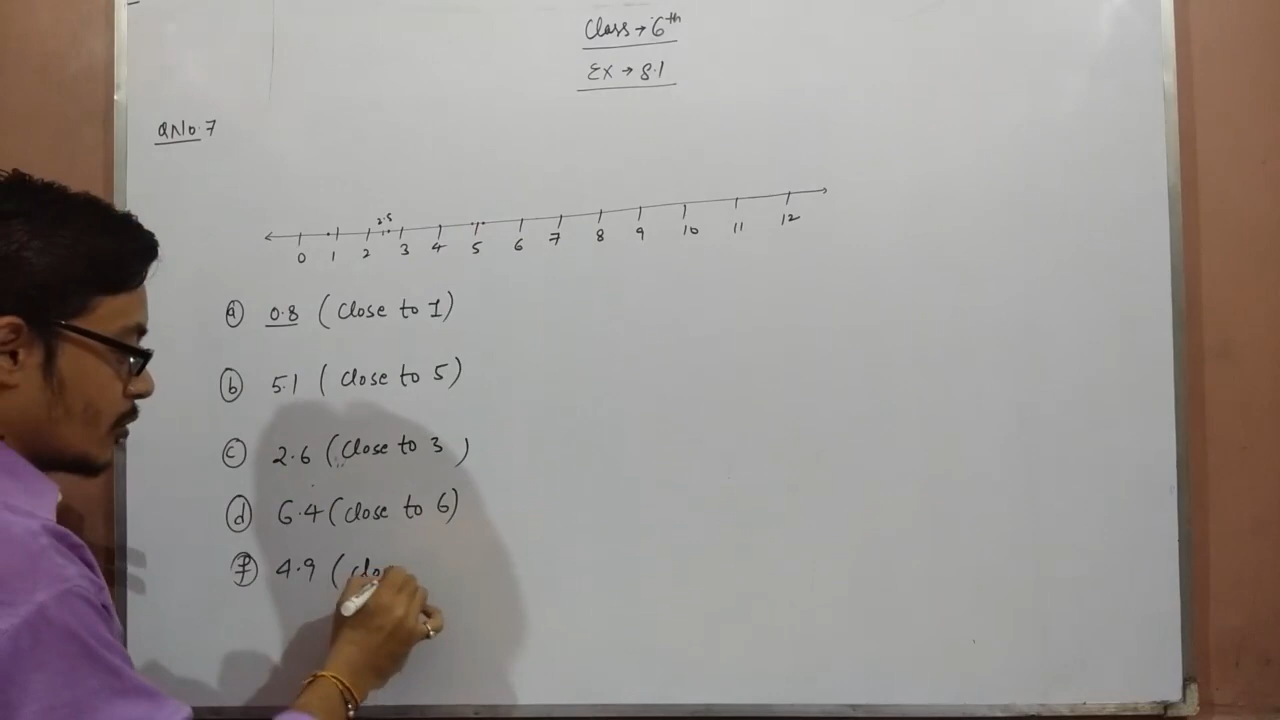 Class → 6th
EX → 8.1
QNo. 7
2.5
0 1 2 3 4 5 6 7 8 9 10 11 12
a 0.8 (Close to 1)
b 5.1 (Close to 5)
c 2.6 (Close to 3)
d 6.4 (Close to 6)
f 4.9 (clo